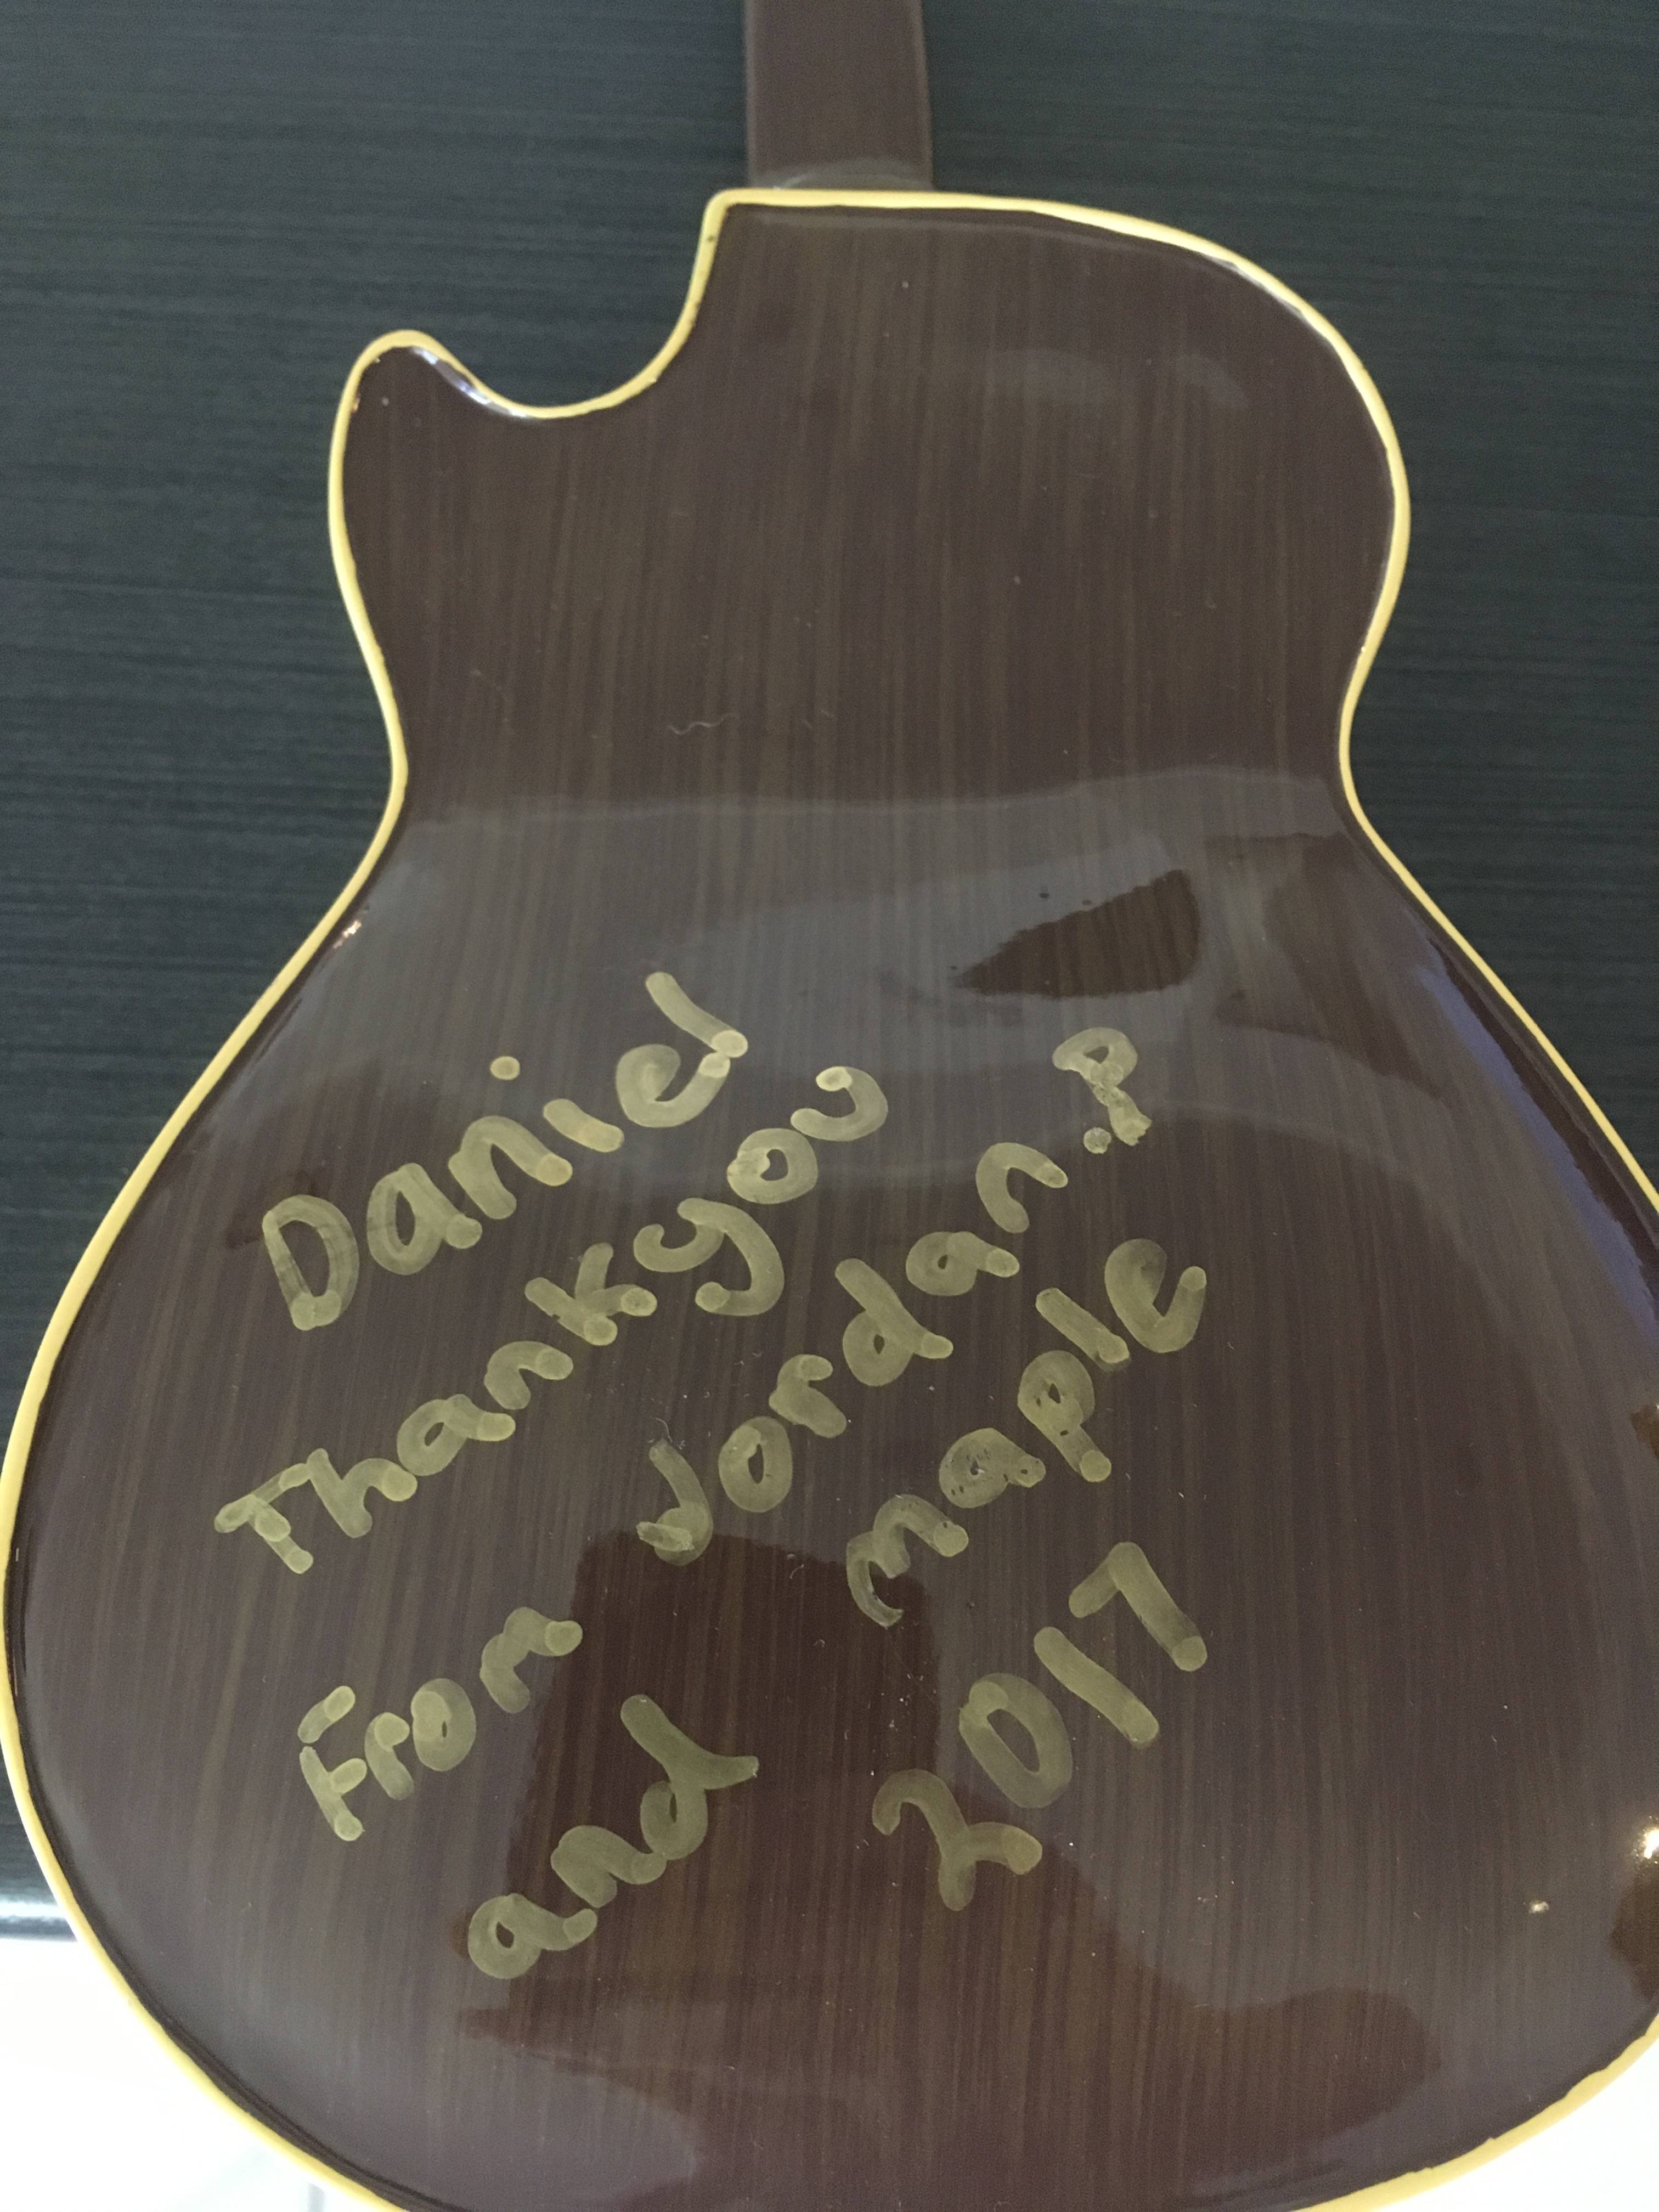 Daniel
Thankyou
From Jordan.P
and maple
2017